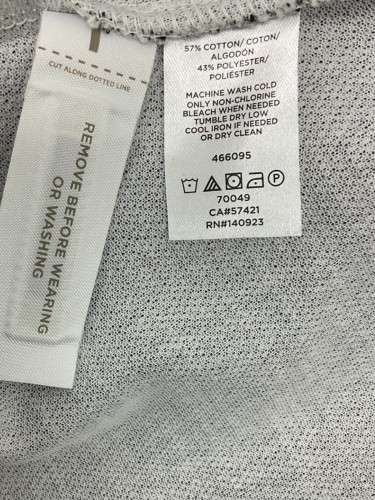 CUT ALONG DOTTED LINE
REMOVE BEFORE WEARING
OR WASHING
57% COTTON/ COTON/
ALGODÓN
43% POLYESTER/
POLIÉSTER
MACHINE WASH COLD
ONLY NON-CHLORINE
BLEACH WHEN NEEDED
TUMBLE DRY LOW
COOL IRON IF NEEDED
OR DRY CLEAN
466095
P
70049
CA#57421
RN#140923